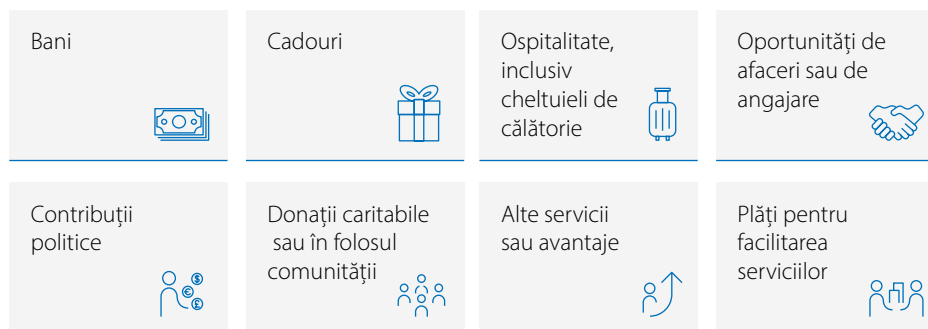 Bani
Cadouri
Ospitalitate,
inclusiv
cheltuieli de
călătorie
Oportunități de
afaceri sau de
angajare
Contribuții
politice
Donații caritabile
sau în folosul
comunității
Alte servicii
sau avantaje
Plăți pentru
facilitarea
serviciilor